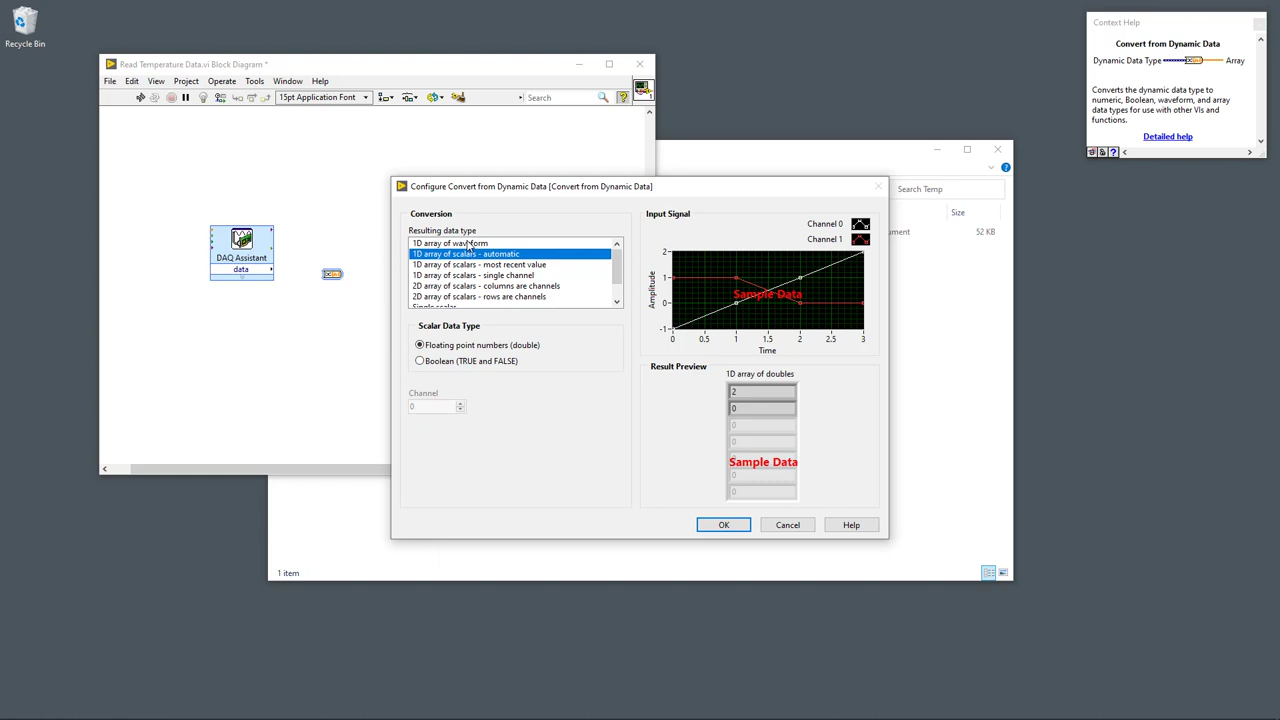 Recycle Bin
Context Help
Convert from Dynamic Data
Dynamic Data Type
Array
Converts the dynamic data type to
numeric, Boolean, waveform, and array
data types for use with other VIs and
functions.
Detailed help
Read Temperature Data.vi Block Diagram *
File Edit View Project Operate Tools Window Help
15pt Application Font
Search
1
DAQ Assistant
data
Search Temp
Size
ument
52 KB
1 item
Configure Convert from Dynamic Data [Convert from Dynamic Data]
Conversion
Resulting data type
1D array of waveform
1D array of scalars - automatic
1D array of scalars - most recent value
1D array of scalars - single channel
2D array of scalars - columns are channels
2D array of scalars - rows are channels
Single scalar
Scalar Data Type
Floating point numbers (double)
Boolean (TRUE and FALSE)
Channel
0
Input Signal
Channel 0
Channel 1
Amplitude
2
1
0
-1
Sample Data
0 0.5 1 1.5 2 2.5 3
Time
Result Preview
1D array of doubles
2
0
0
0
0
Sample Data
0
0
OK Cancel Help